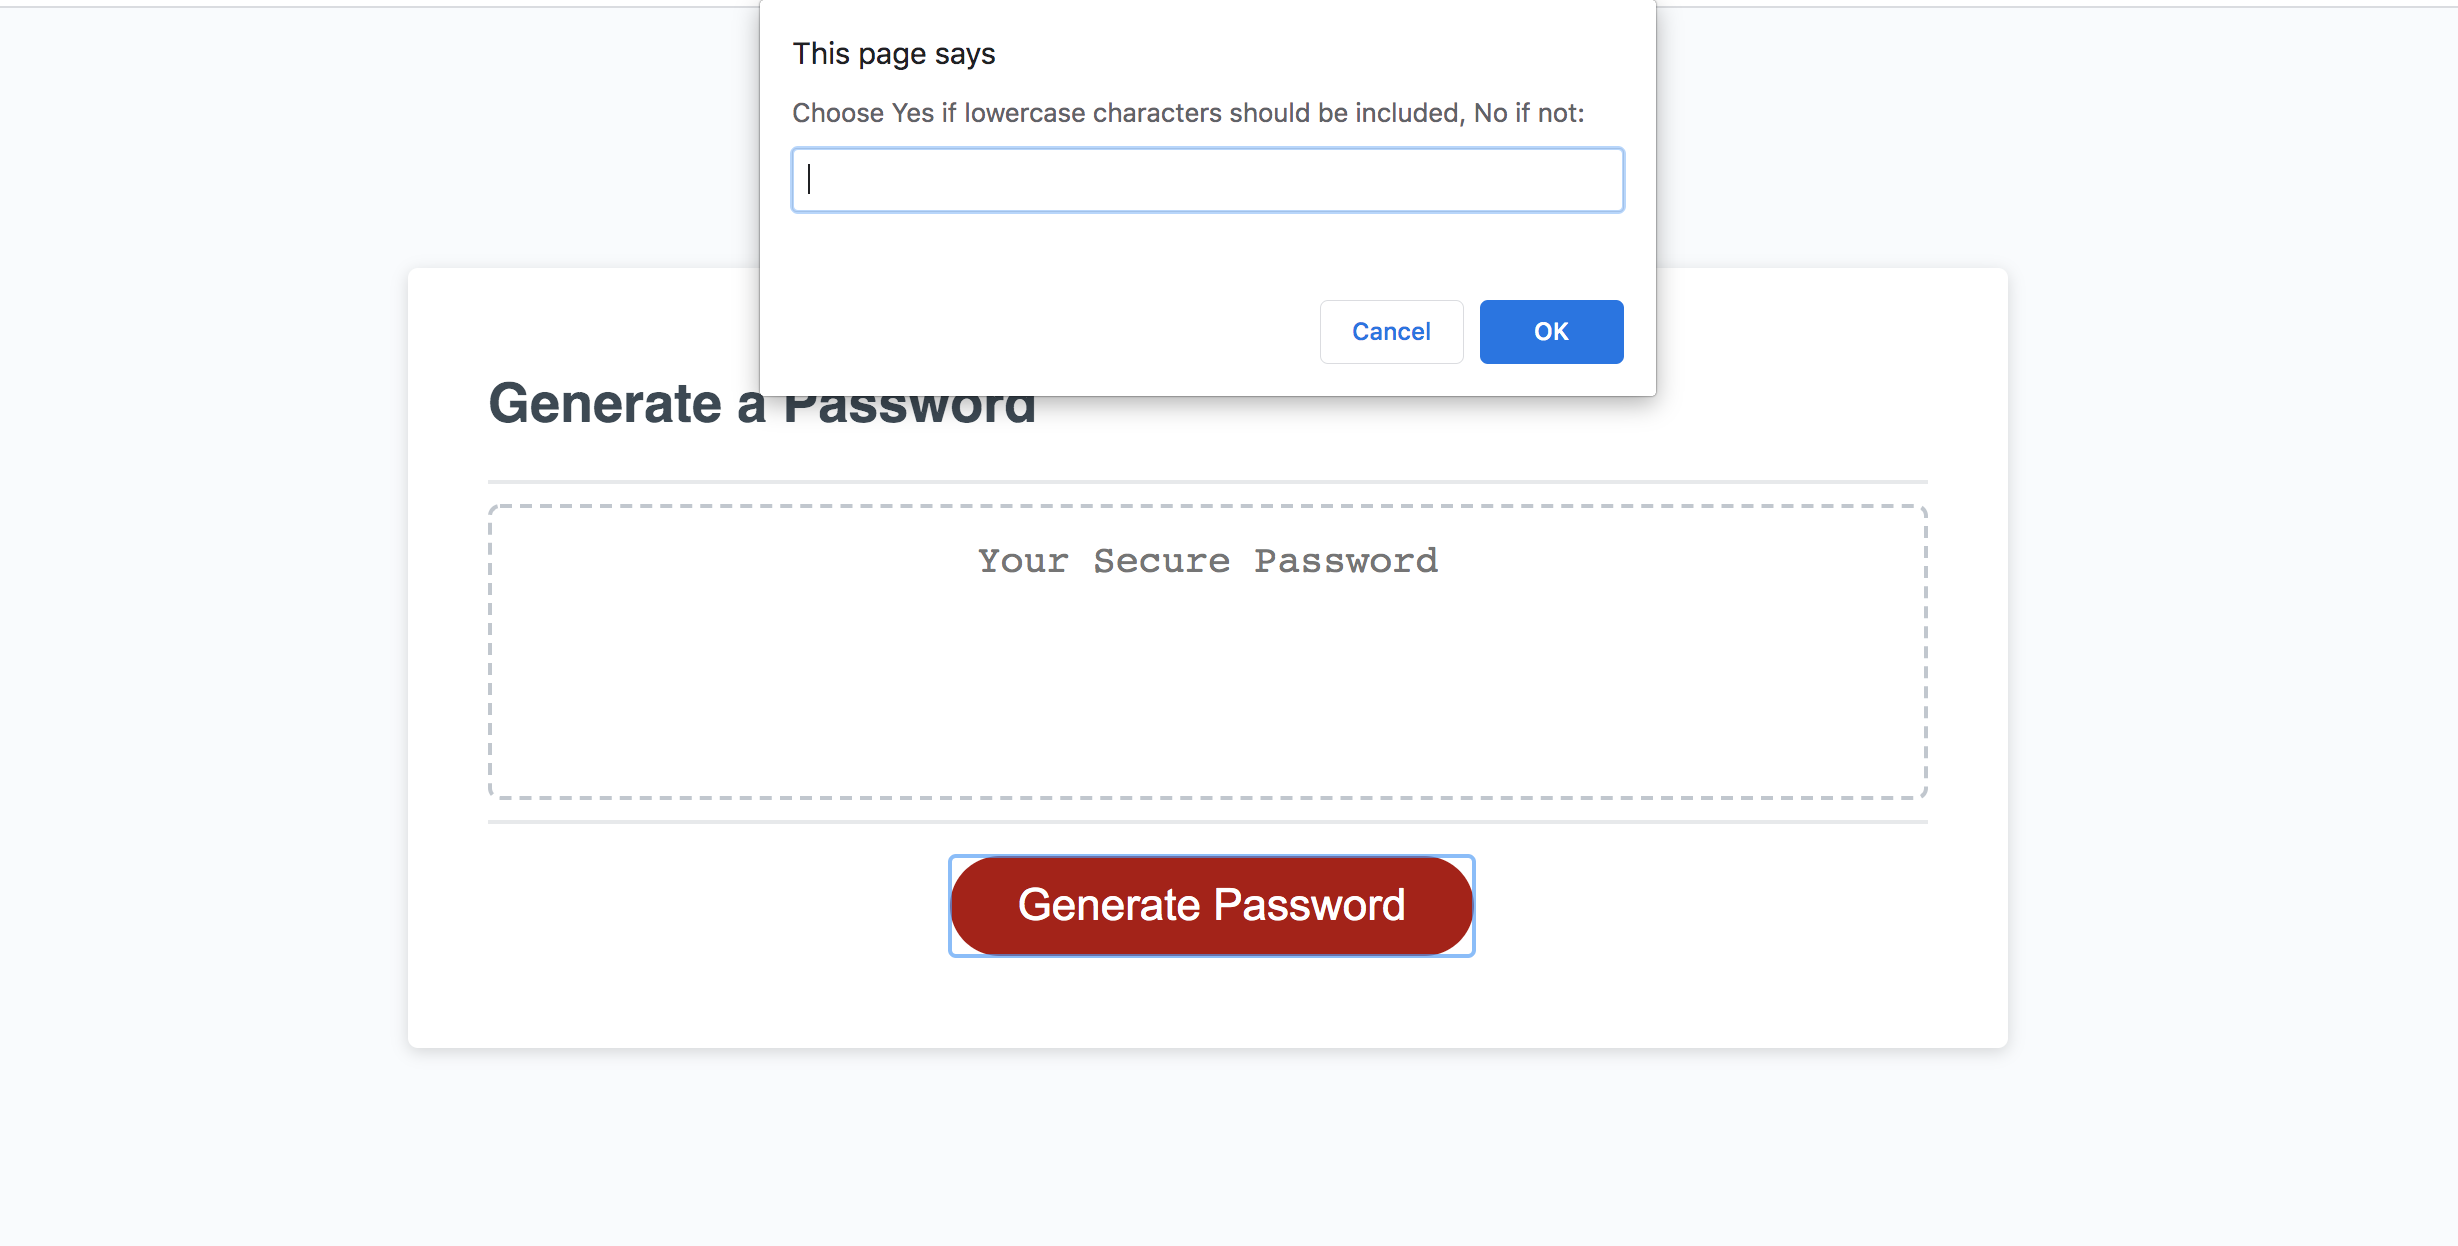 This page says
Choose Yes if lowercase characters should be included, No if not:
Cancel OK
Generate a Password
Your Secure Password
Generate Password